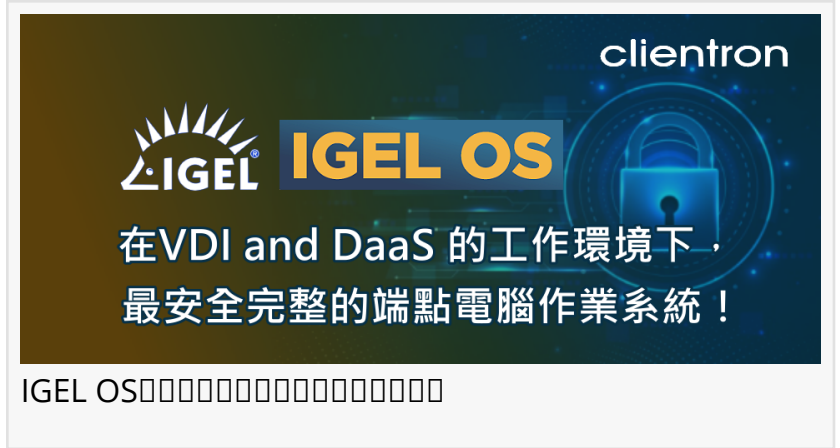 clientron
IGEL®
IGEL OS
在VDI and DaaS 的工作環境下，
最安全完整的端點電腦作業系統！
IGEL OS